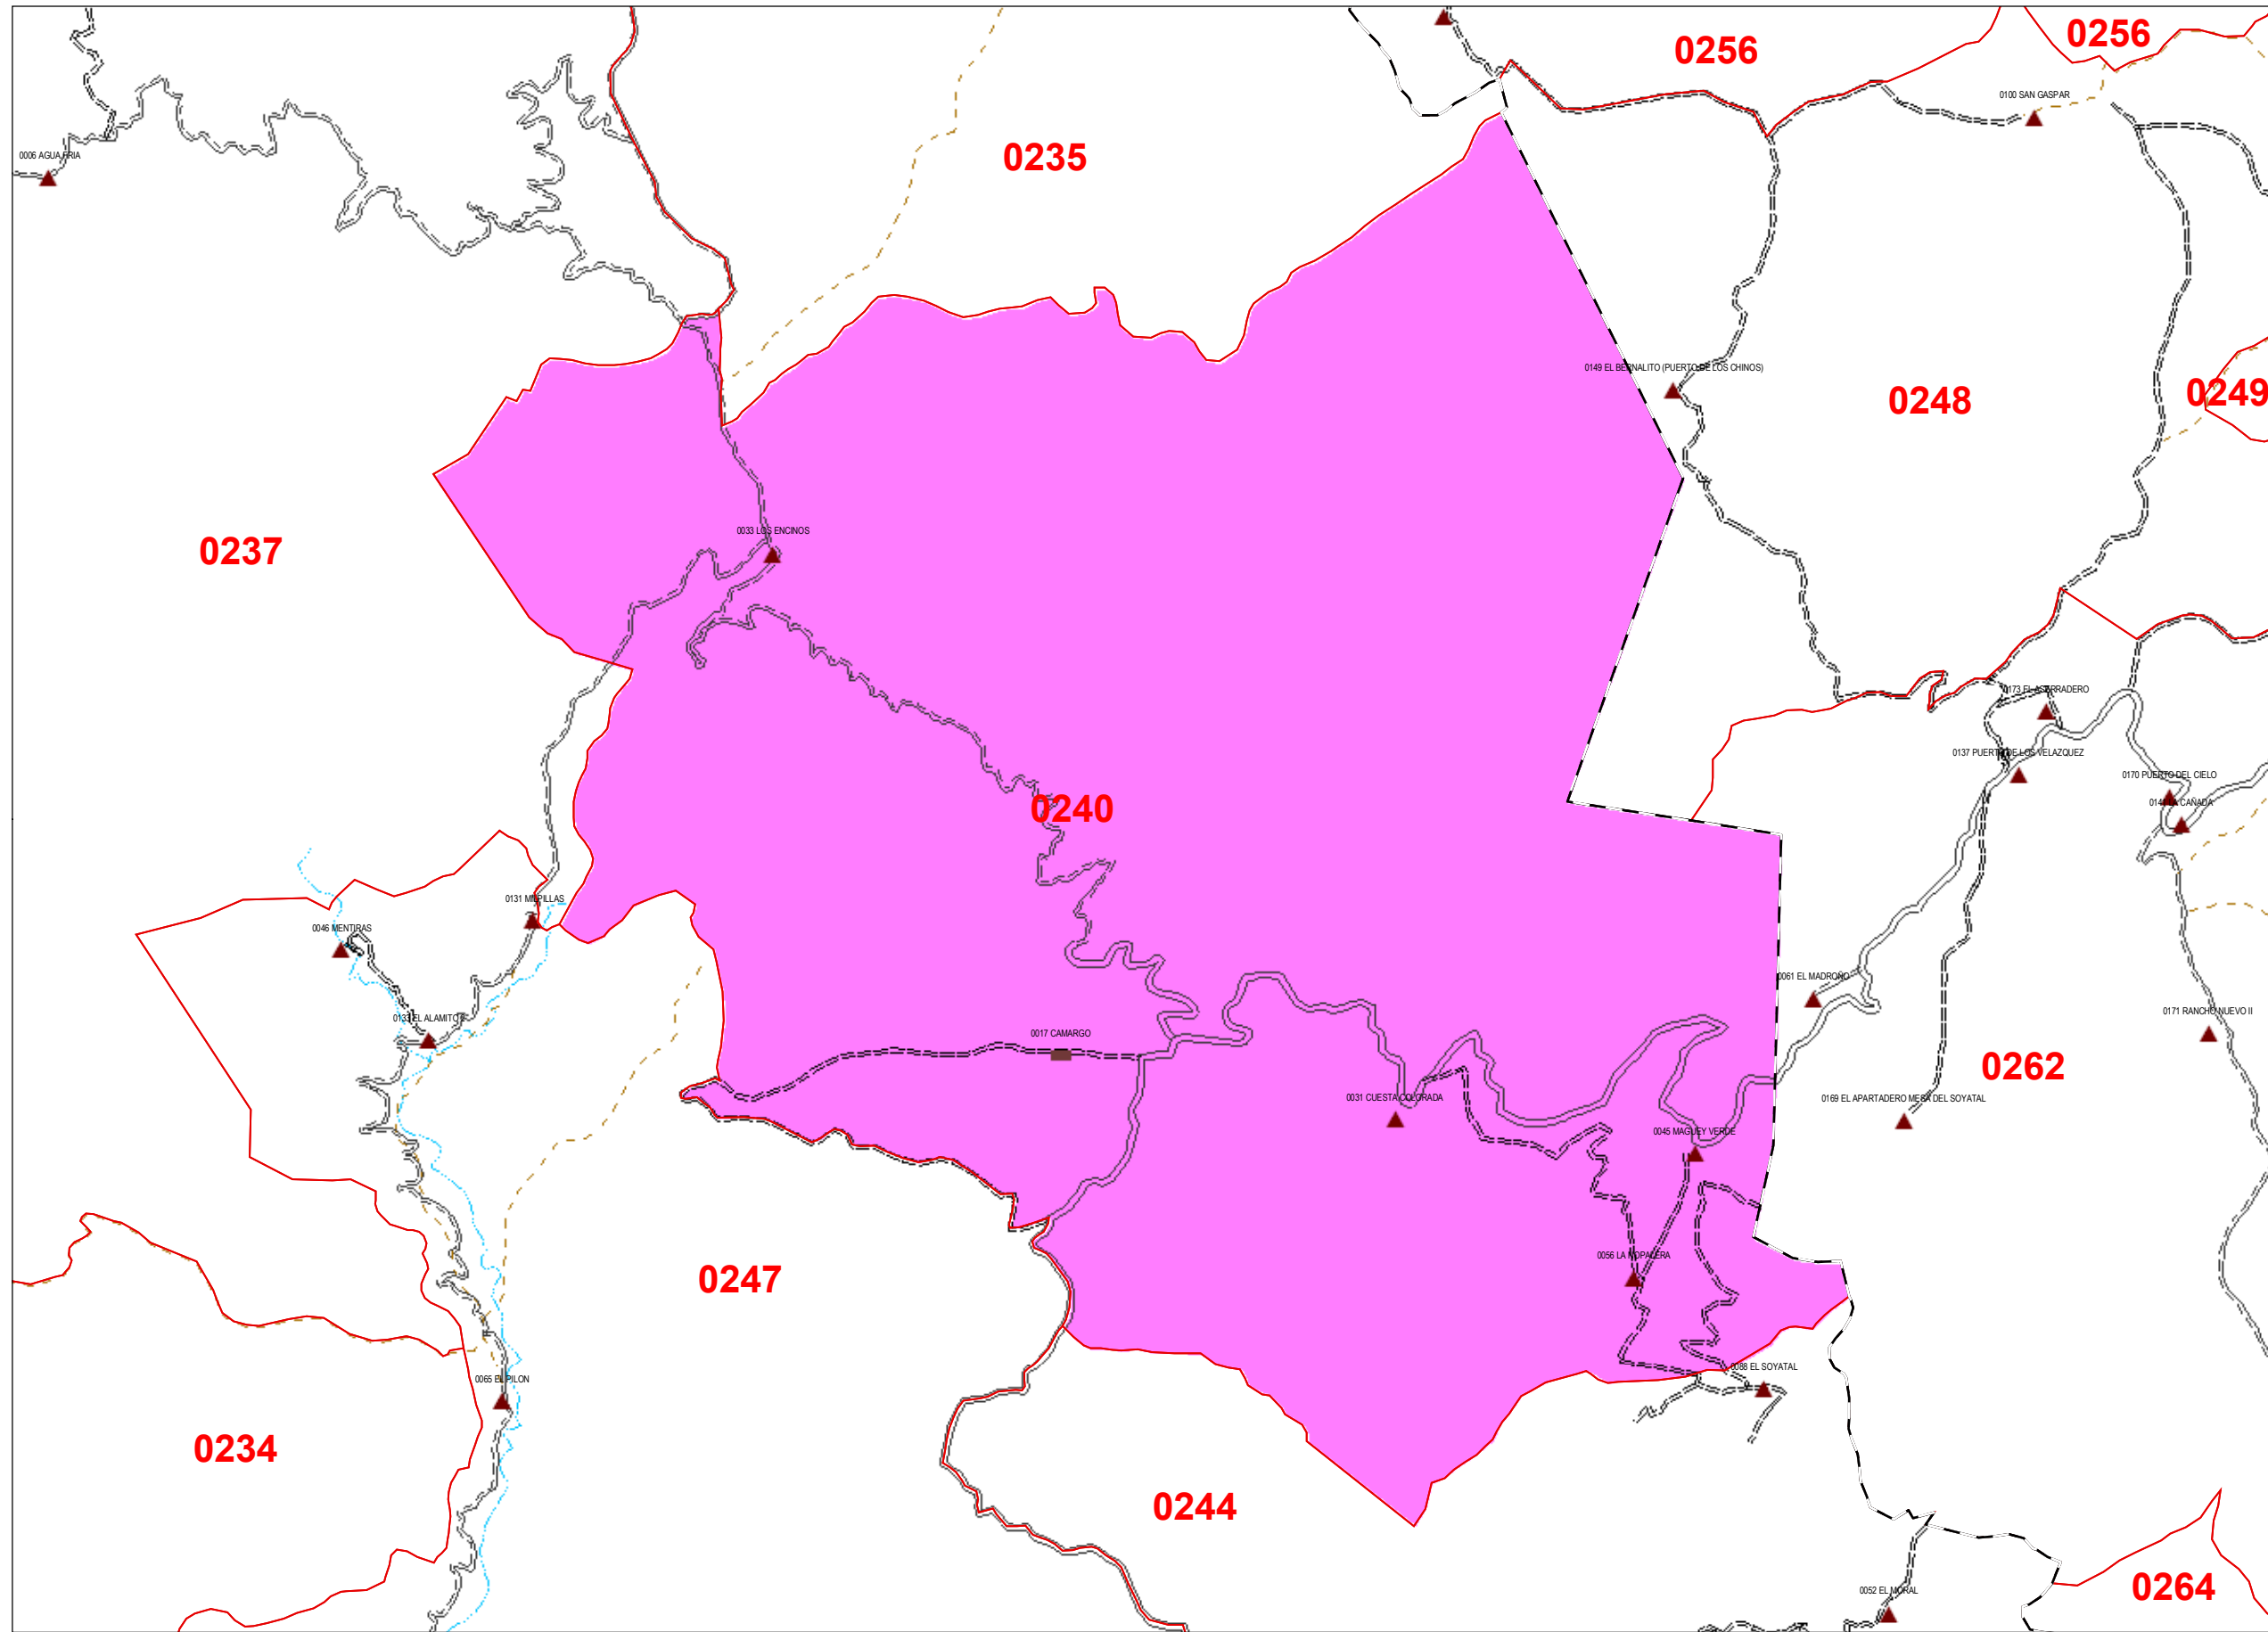 0256
0256
0100 SAN GASPAR
0006 AGUA FRIA
0235
0149 EL BERNALITO (PUERTO DE LOS CHINOS)
0248
0249
0033 LOS ENCINOS
0237
0173 EL ASERRADERO
0137 PUERTO DE LOS VELAZQUEZ
0170 PUERTO DEL CIELO
LA CAÑADA
0240
0131 MILPILLAS
0046 MENTIRAS
0061 EL MADROÑO
0171 RANCHO NUEVO II
0133 EL ALAMITO
0017 CAMARGO
0262
0031 CUESTA COLORADA
0169 EL APARTADERO MESA DEL SOYATAL
0045 MAGUEY VERDE
0056 LA NOPALERA
0247
0088 EL SOYATAL
0065 EL PILON
0234
0244
0052 EL MORAL
0264